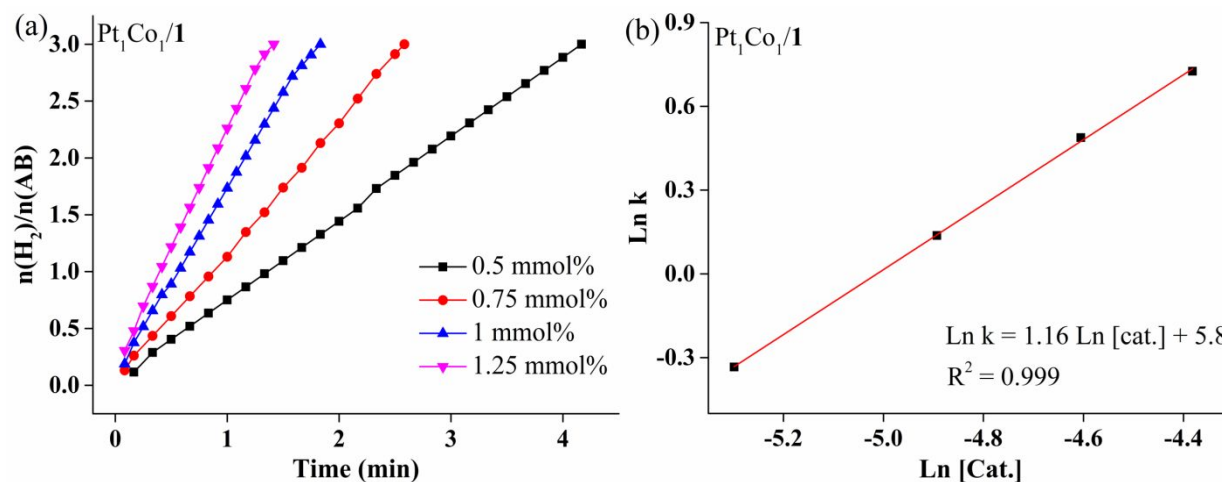 (a)
Pt₁Co₁/1
3.0
2.5
2.0
1.5
1.0
0.5
0.0
n(H₂)/n(AB)
0.5 mmol%
0.75 mmol%
1 mmol%
1.25 mmol%
0
1
2
3
4
Time (min)
(b)
Pt₁Co₁/1
0.9
0.6
0.3
0.0
-0.3
Ln k
Ln k = 1.16 Ln [cat.] + 5.8
R² = 0.999
-5.2
-5.0
-4.8
-4.6
-4.4
Ln [Cat.]